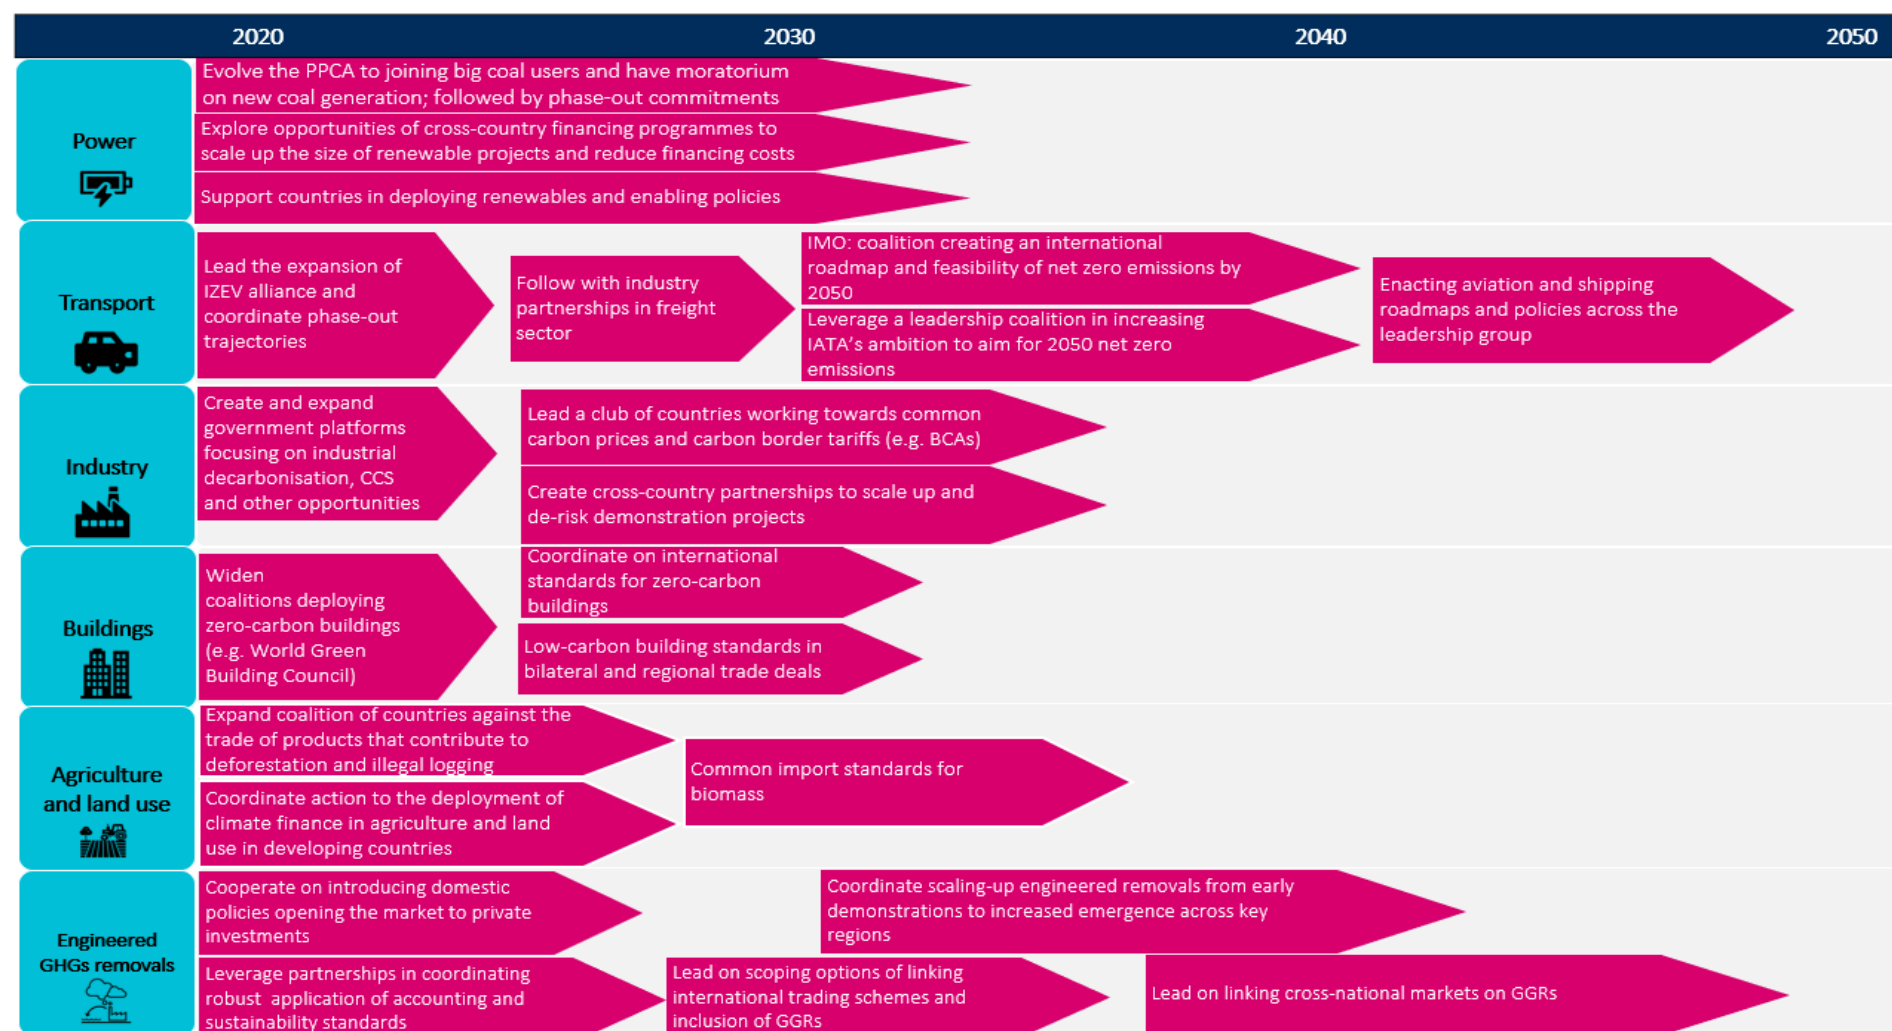 2020 2030 2040 2050
Power
Evolve the PPCA to joining big coal users and have moratorium
on new coal generation; followed by phase-out commitments
Explore opportunities of cross-country financing programmes to
scale up the size of renewable projects and reduce financing costs
Support countries in deploying renewables and enabling policies
Transport
Lead the expansion of
IZEV alliance and
coordinate phase-out
trajectories
Follow with industry
partnerships in freight
sector
IMO: coalition creating an international
roadmap and feasibility of net zero emissions by
2050
Leverage a leadership coalition in increasing
IATA's ambition to aim for 2050 net zero
emissions
Enacting aviation and shipping
roadmaps and policies across the
leadership group
Industry
Create and expand
government platforms
focusing on industrial
decarbonisation, CCS
and other opportunities
Lead a club of countries working towards common
carbon prices and carbon border tariffs (e.g. BCAs)
Create cross-country partnerships to scale up and
de-risk demonstration projects
Buildings
Widen
coalitions deploying
zero-carbon buildings
(e.g. World Green
Building Council)
Coordinate on international
standards for zero-carbon
buildings
Low-carbon building standards in
bilateral and regional trade deals
Agriculture
and land use
Expand coalition of countries against the
trade of products that contribute to
deforestation and illegal logging
Coordinate action to the deployment of
climate finance in agriculture and land
use in developing countries
Common import standards for
biomass
Engineered
GHGs removals
Cooperate on introducing domestic
policies opening the market to private
investments
Coordinate scaling-up engineered removals from early
demonstrations to increased emergence across key
regions
Leverage partnerships in coordinating
robust application of accounting and
sustainability standards
Lead on scoping options of linking
international trading schemes and
inclusion of GGRs
Lead on linking cross-national markets on GGRs